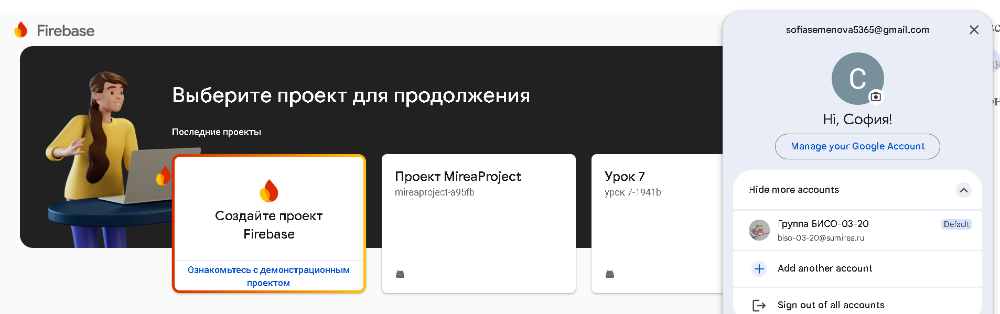 Firebase
Выберите проект для продолжения
Последние проекты
Создайте проект
Firebase
Ознакомьтесь с демонстрационным
проектом
Проект MireaProject
mireaproject-a95fb
Урок 7
урок 7-1941b
sofiasemenova5365@gmail.com
С
Hi, София!
Manage your Google Account
Hide more accounts
Группа БИСО-03-20
Default
biso-03-20@sumirea.ru
Add another account
Sign out of all accounts